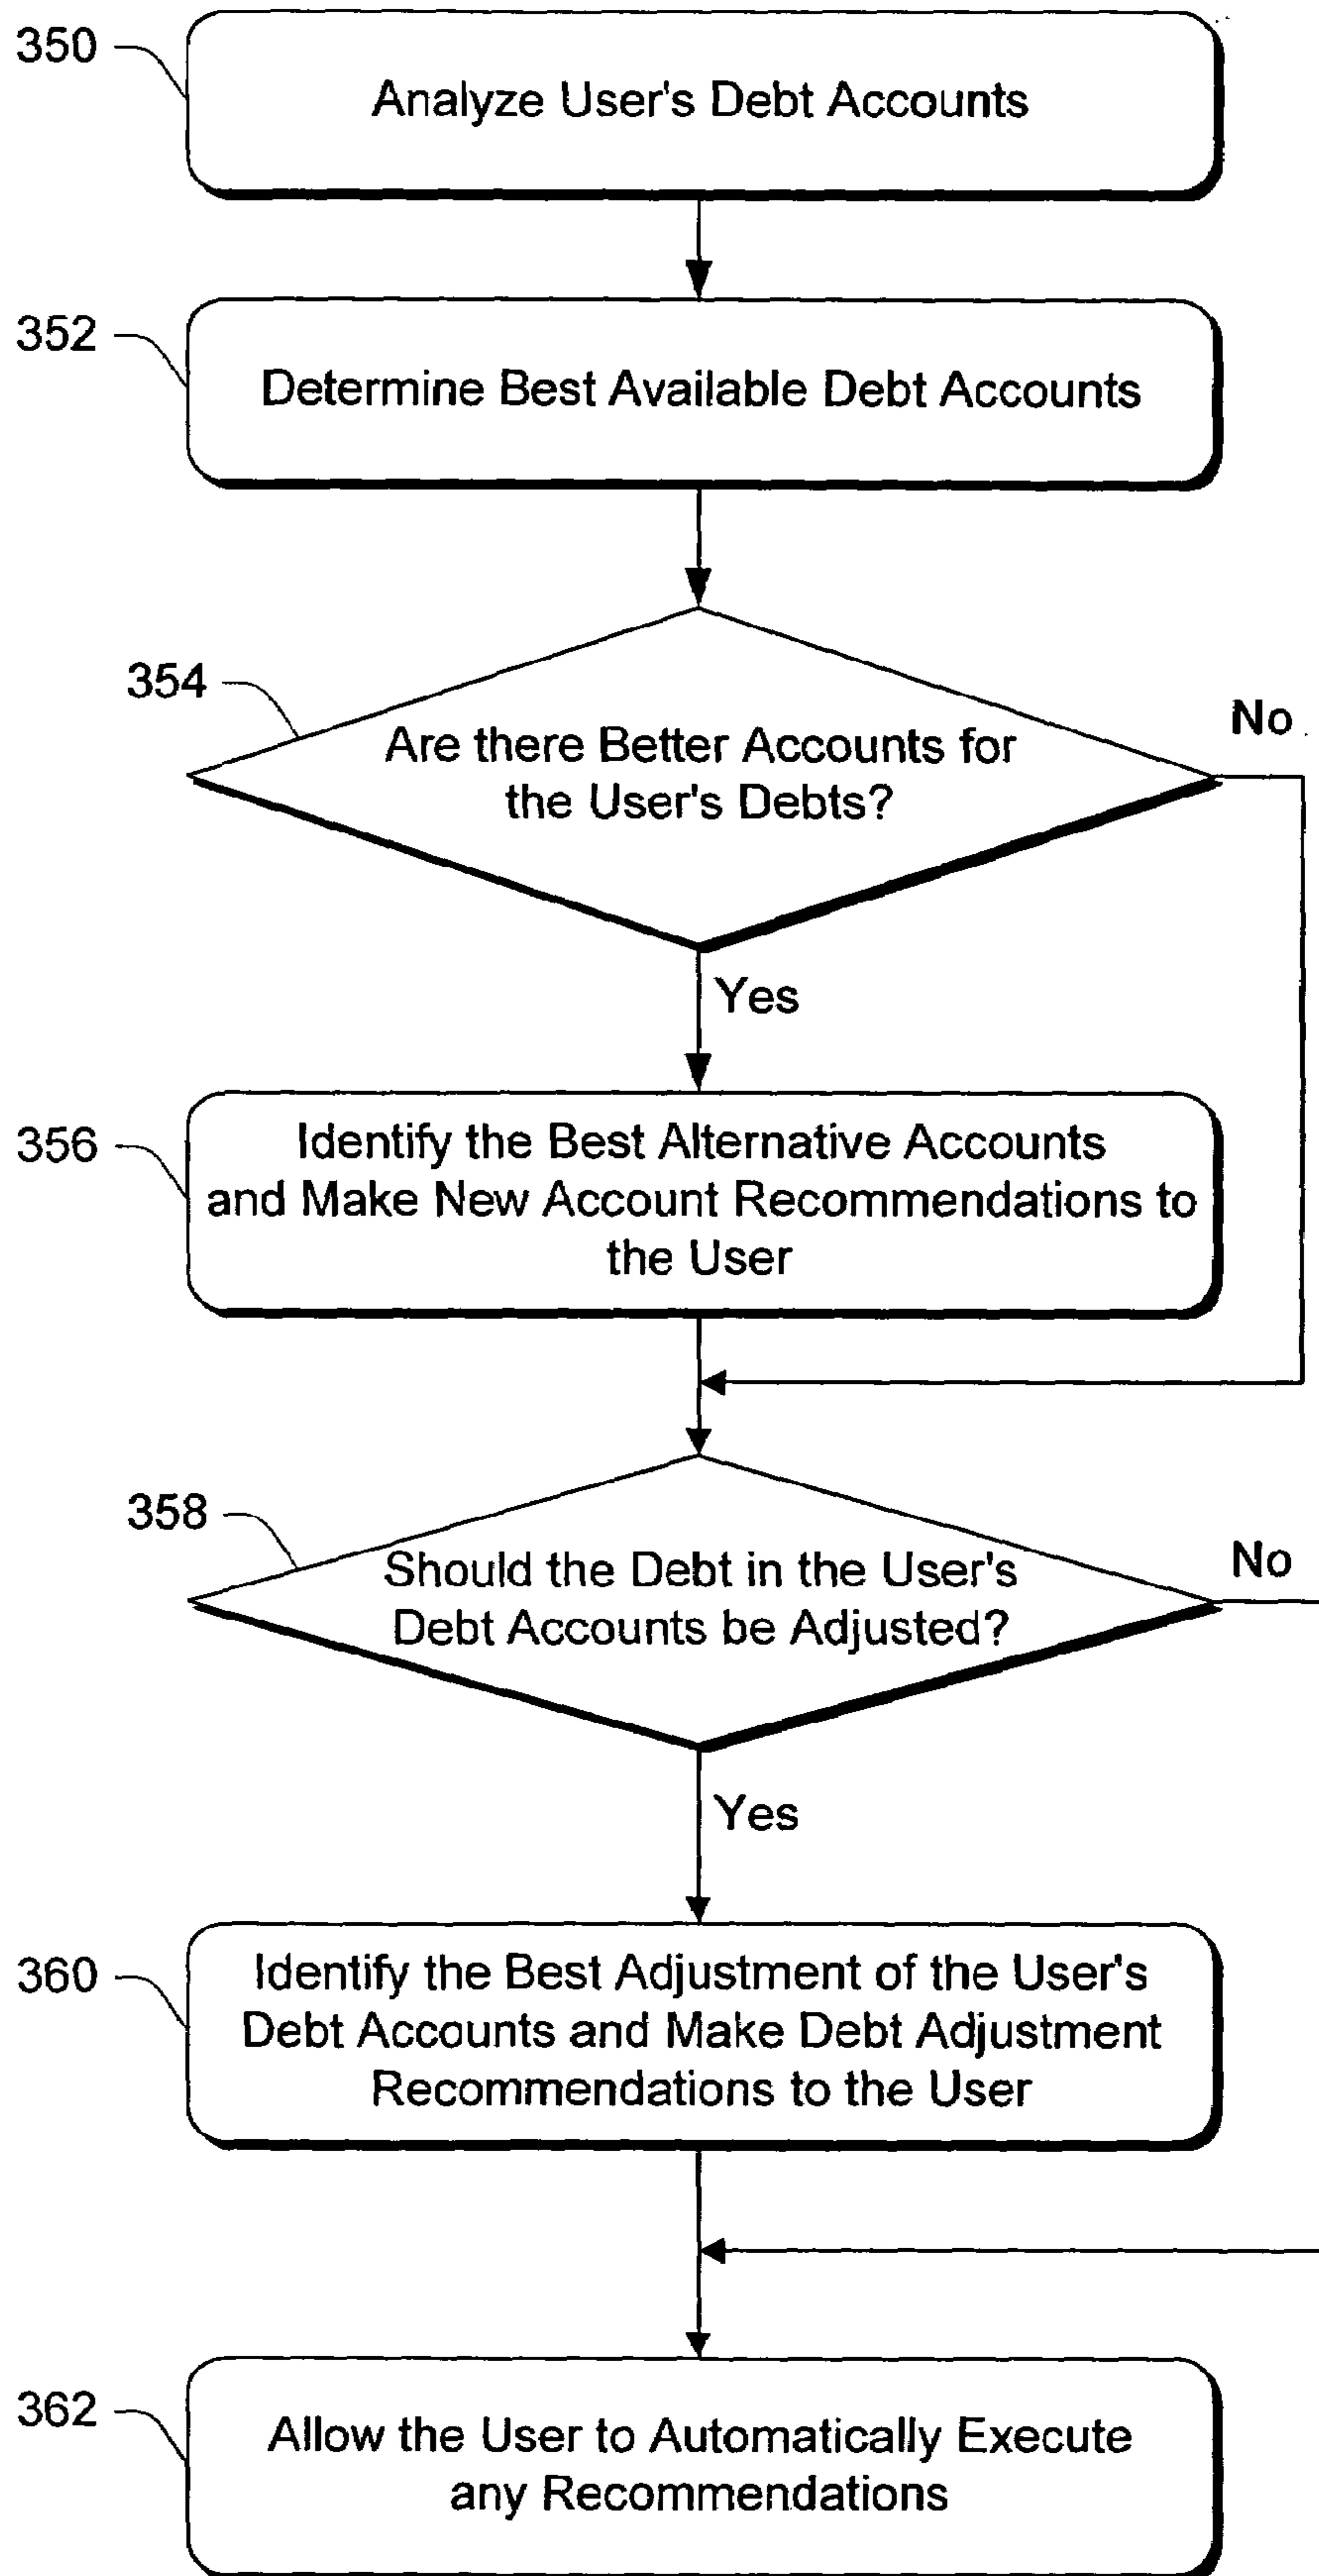 350
Analyze User's Debt Accounts
352
Determine Best Available Debt Accounts
354
Are there Better Accounts for
the User's Debts?
No
Yes
356
Identify the Best Alternative Accounts
and Make New Account Recommendations to
the User
358
Should the Debt in the User's
Debt Accounts be Adjusted?
No
Yes
360
Identify the Best Adjustment of the User's
Debt Accounts and Make Debt Adjustment
Recommendations to the User
362
Allow the User to Automatically Execute
any Recommendations